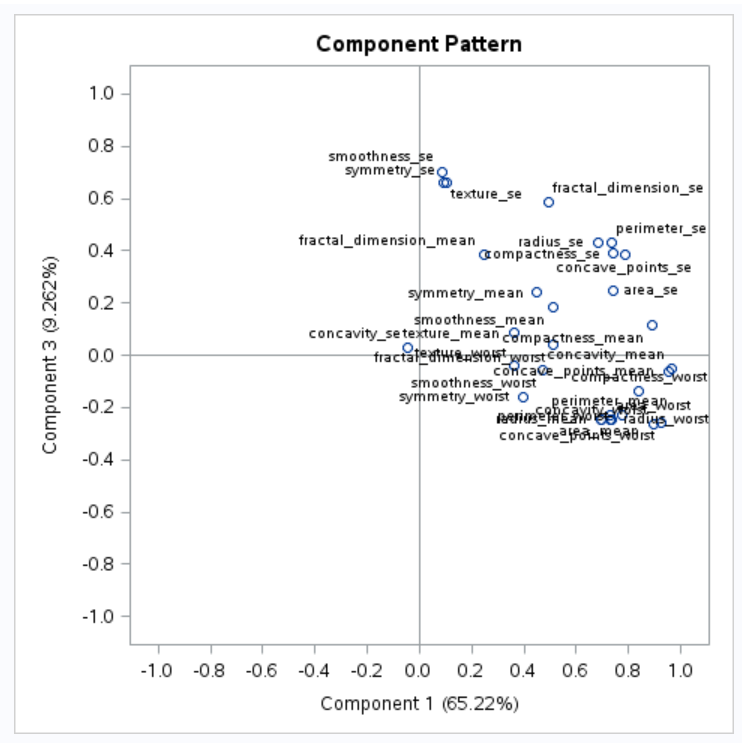 Component Pattern
1.0
0.8
0.6
0.4
0.2
0.0
-0.2
-0.4
-0.6
-0.8
-1.0
Component 3 (9.262%)
smoothness_se
symmetry_se
texture_se
fractal_dimension_se
perimeter_se
fractal_dimension_mean
radius_se
compactness_se
concave_points_se
symmetry_mean
area_se
smoothness_mean
concavity_se
texture_mean
compactness_mean
texture_worst
fractal_dimension_worst
concavity_mean
concave_points_mean
compactness_worst
smoothness_worst
symmetry_worst
perimeter_mean
area_worst
concavity_worst
perimeter_worst
radius_mean
radius_worst
area_mean
concave_points_worst
-1.0 -0.8 -0.6 -0.4 -0.2 0.0 0.2 0.4 0.6 0.8 1.0
Component 1 (65.22%)